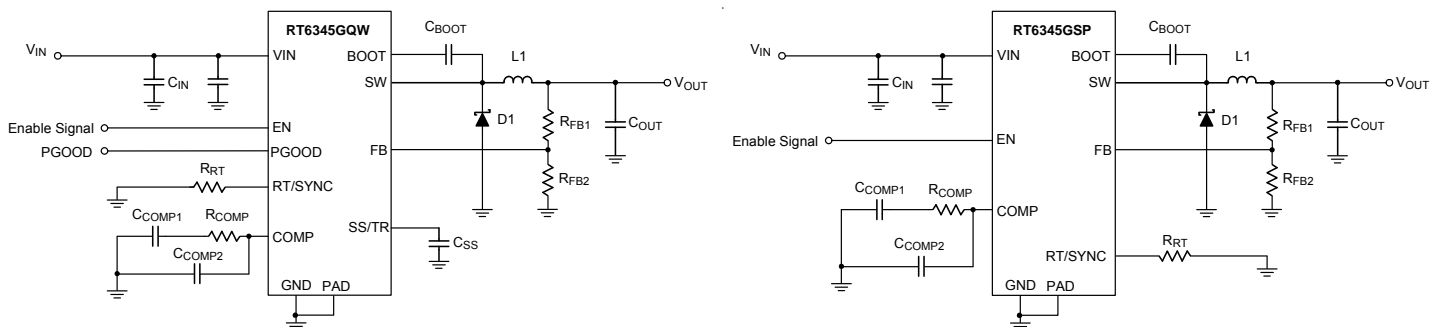 RT6345GQW
VIN
CIN
VIN
BOOT
CBOOT
SW
L1
VOUT
D1
RFB1
COUT
Enable Signal
EN
PGOOD
PGOOD
FB
RFB2
RRT
RT/SYNC
CCOMP1
RCOMP
COMP
CCOMP2
SS/TR
CSS
GND
PAD
RT6345GSP
VIN
CIN
VIN
BOOT
CBOOT
SW
L1
VOUT
D1
RFB1
COUT
Enable Signal
EN
FB
RFB2
CCOMP1
RCOMP
COMP
CCOMP2
RT/SYNC
RRT
GND
PAD